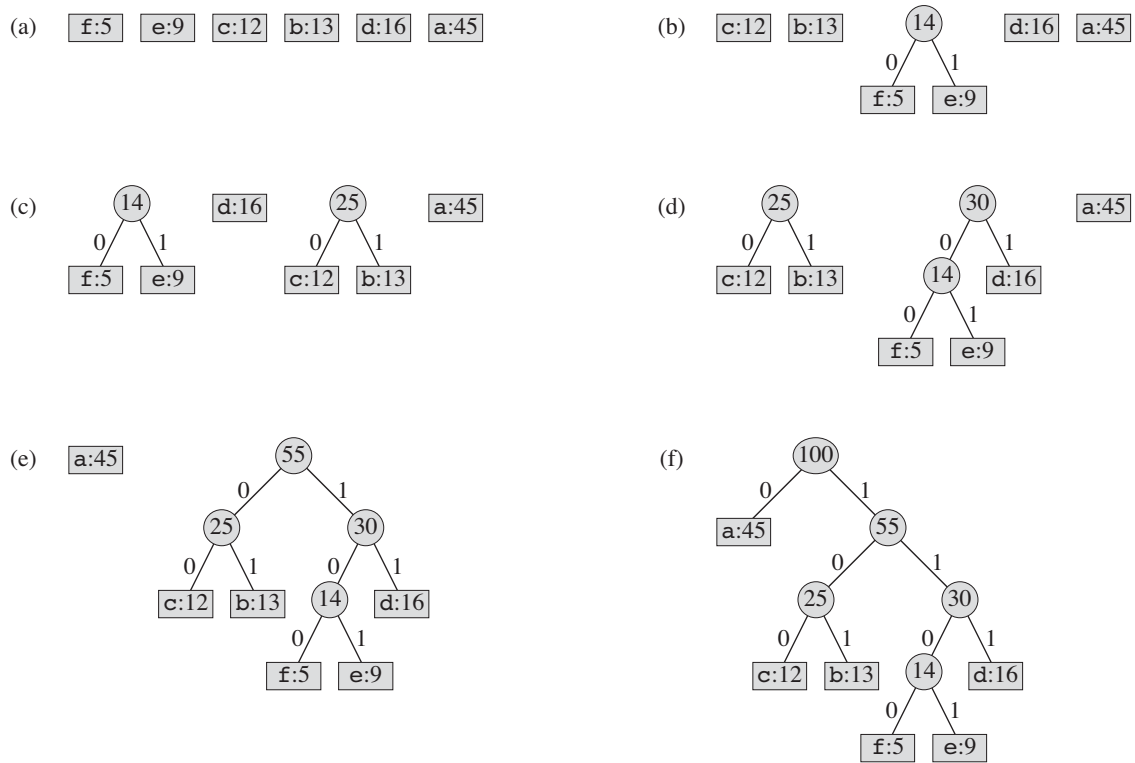 (a) f:5 e:9 c:12 b:13 d:16 a:45
(b) c:12 b:13 14 d:16 a:45
0 1
f:5 e:9
(c) 14 d:16 25 a:45
0 1 0 1
f:5 e:9 c:12 b:13
(d) 25 30 a:45
0 1 0 1
c:12 b:13 14 d:16
0 1
f:5 e:9
(e) a:45 55
0 1
25 30
0 1 0 1
c:12 b:13 14 d:16
0 1
f:5 e:9
(f) 100
0 1
a:45 55
0 1
25 30
0 1 0 1
c:12 b:13 14 d:16
0 1
f:5 e:9